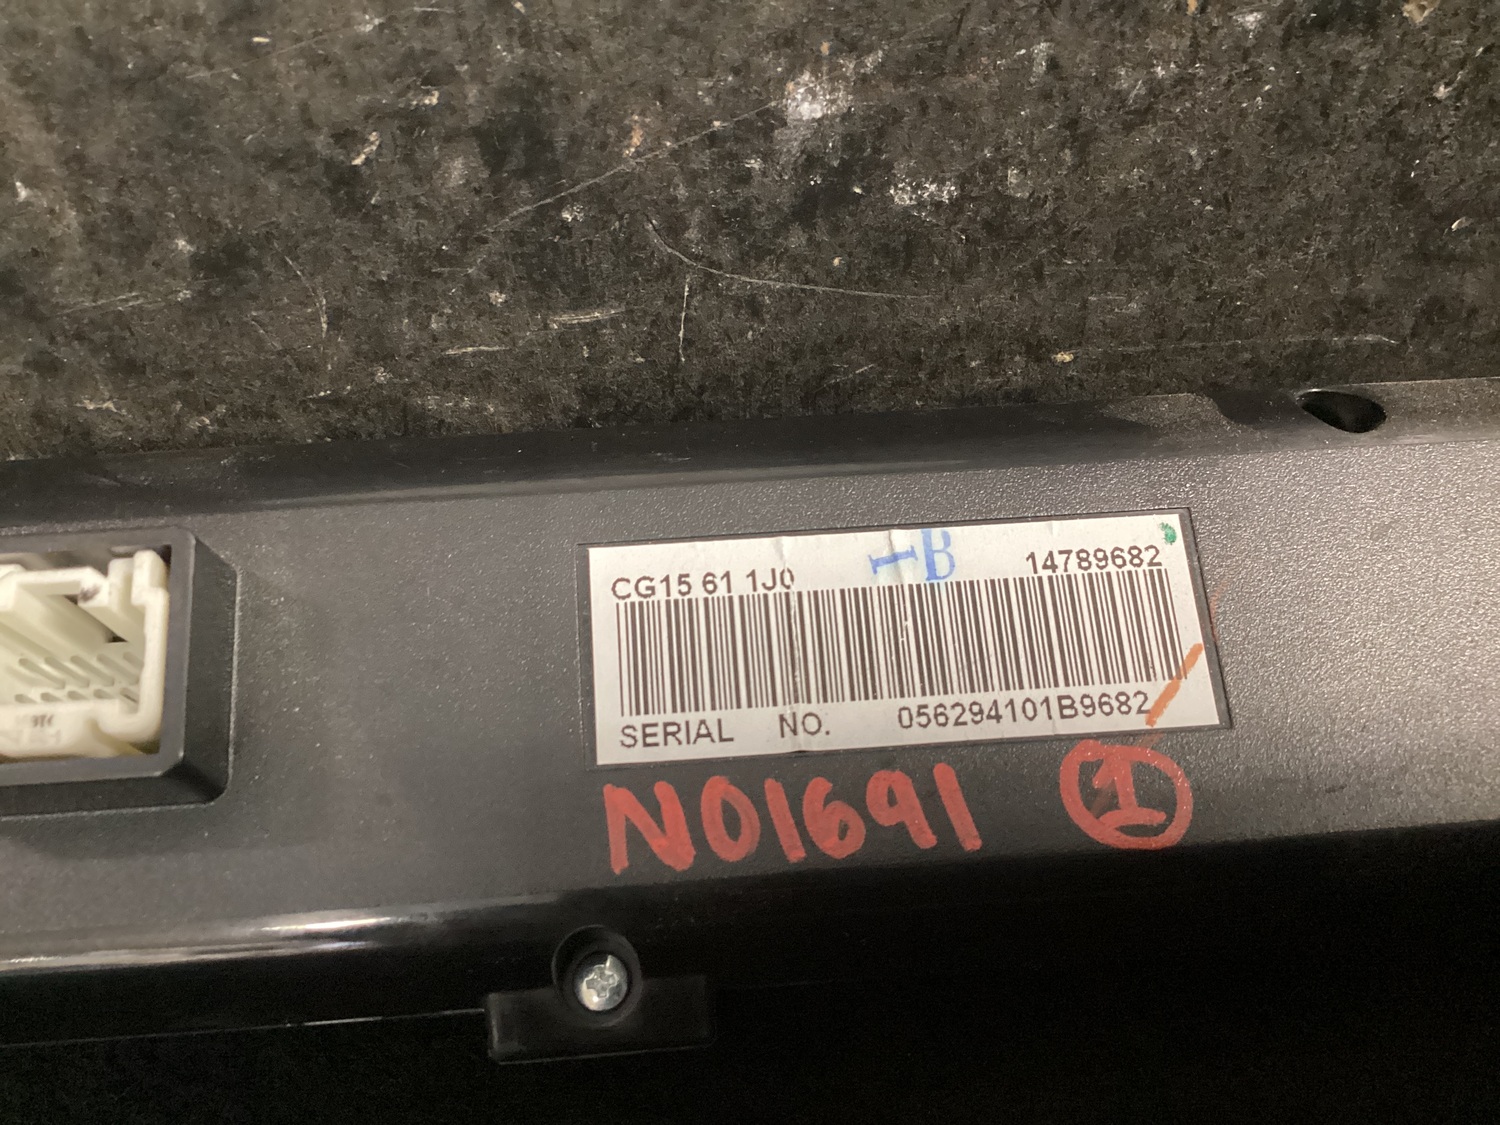 CG15 61 1J0
1B
14789682
SERIAL NO. 056294101B9682
N01691 1